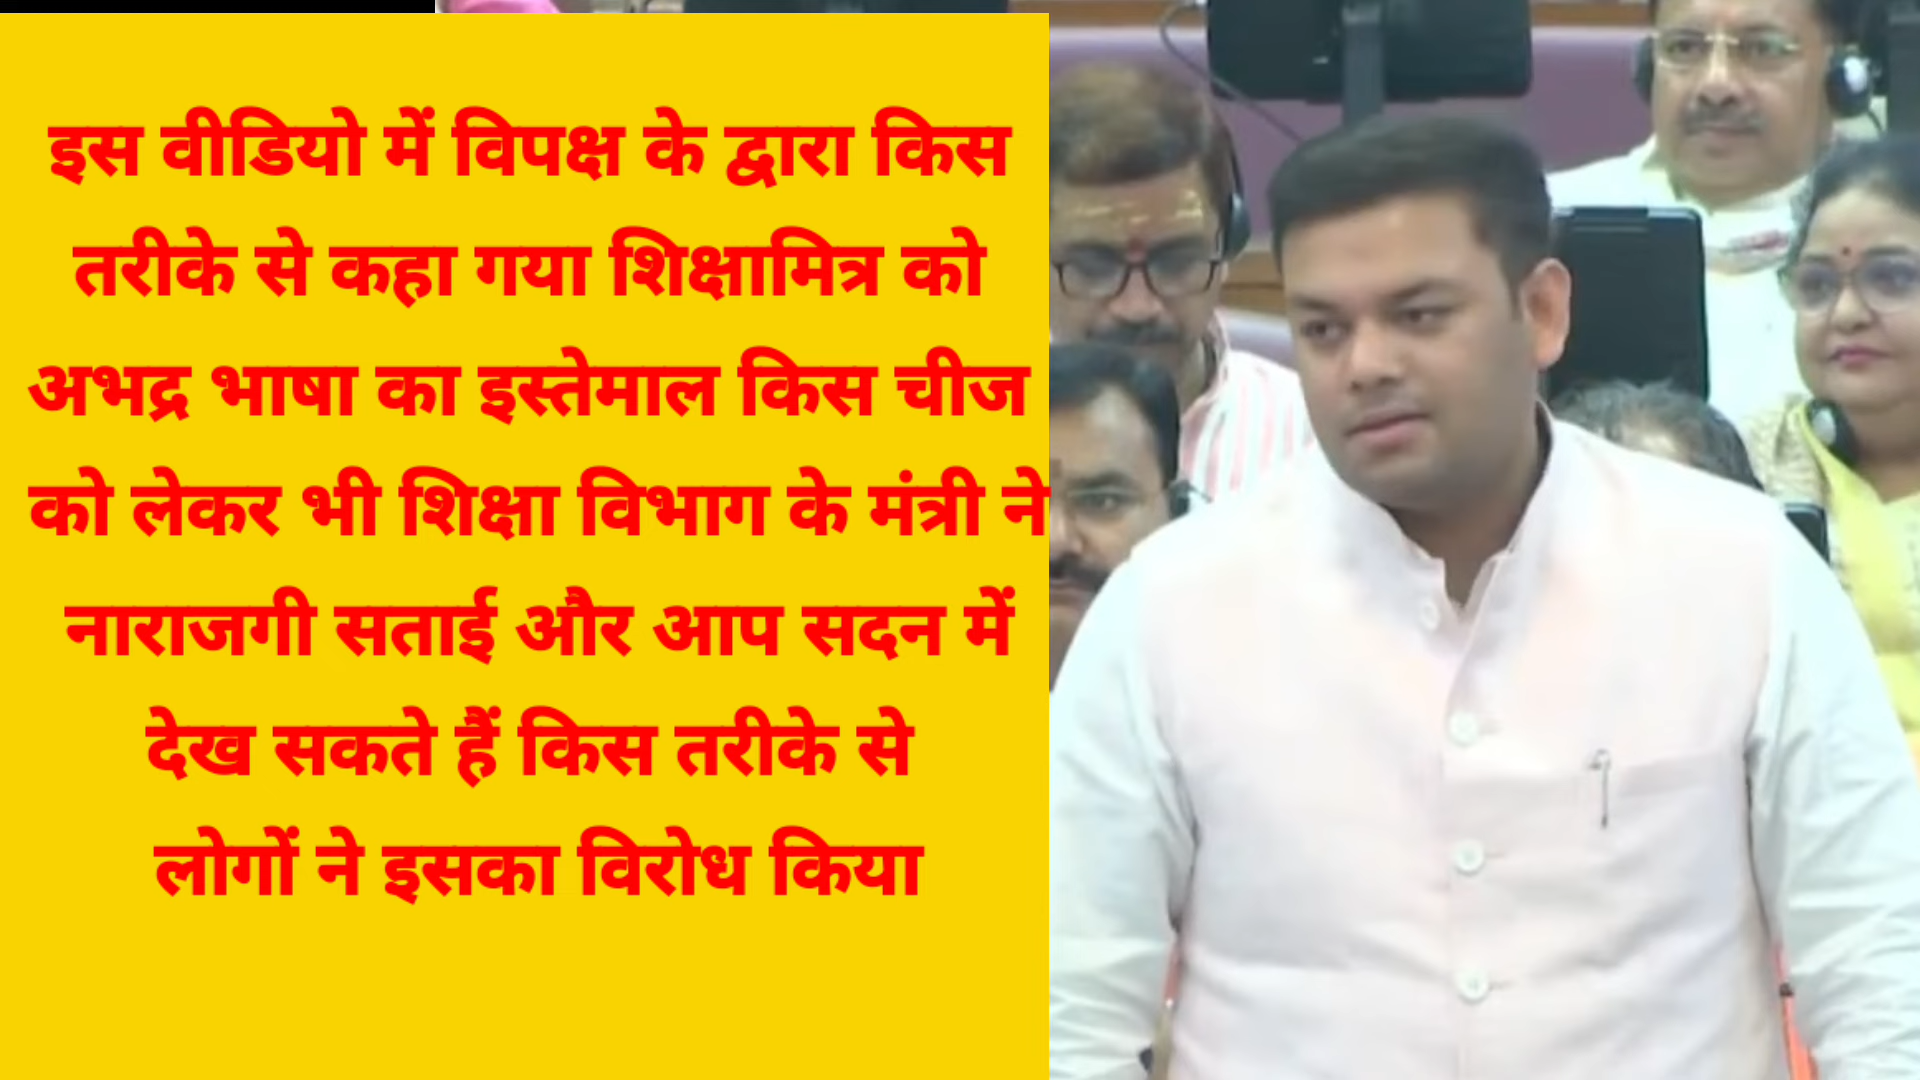 इस वीडियो में विपक्ष के द्वारा किस
तरीके से कहा गया शिक्षामित्र को
अभद्र भाषा का इस्तेमाल किस चीज
को लेकर भी शिक्षा विभाग के मंत्री ने
नाराजगी सताई और आप सदन में
देख सकते हैं किस तरीके से
लोगों ने इसका विरोध किया